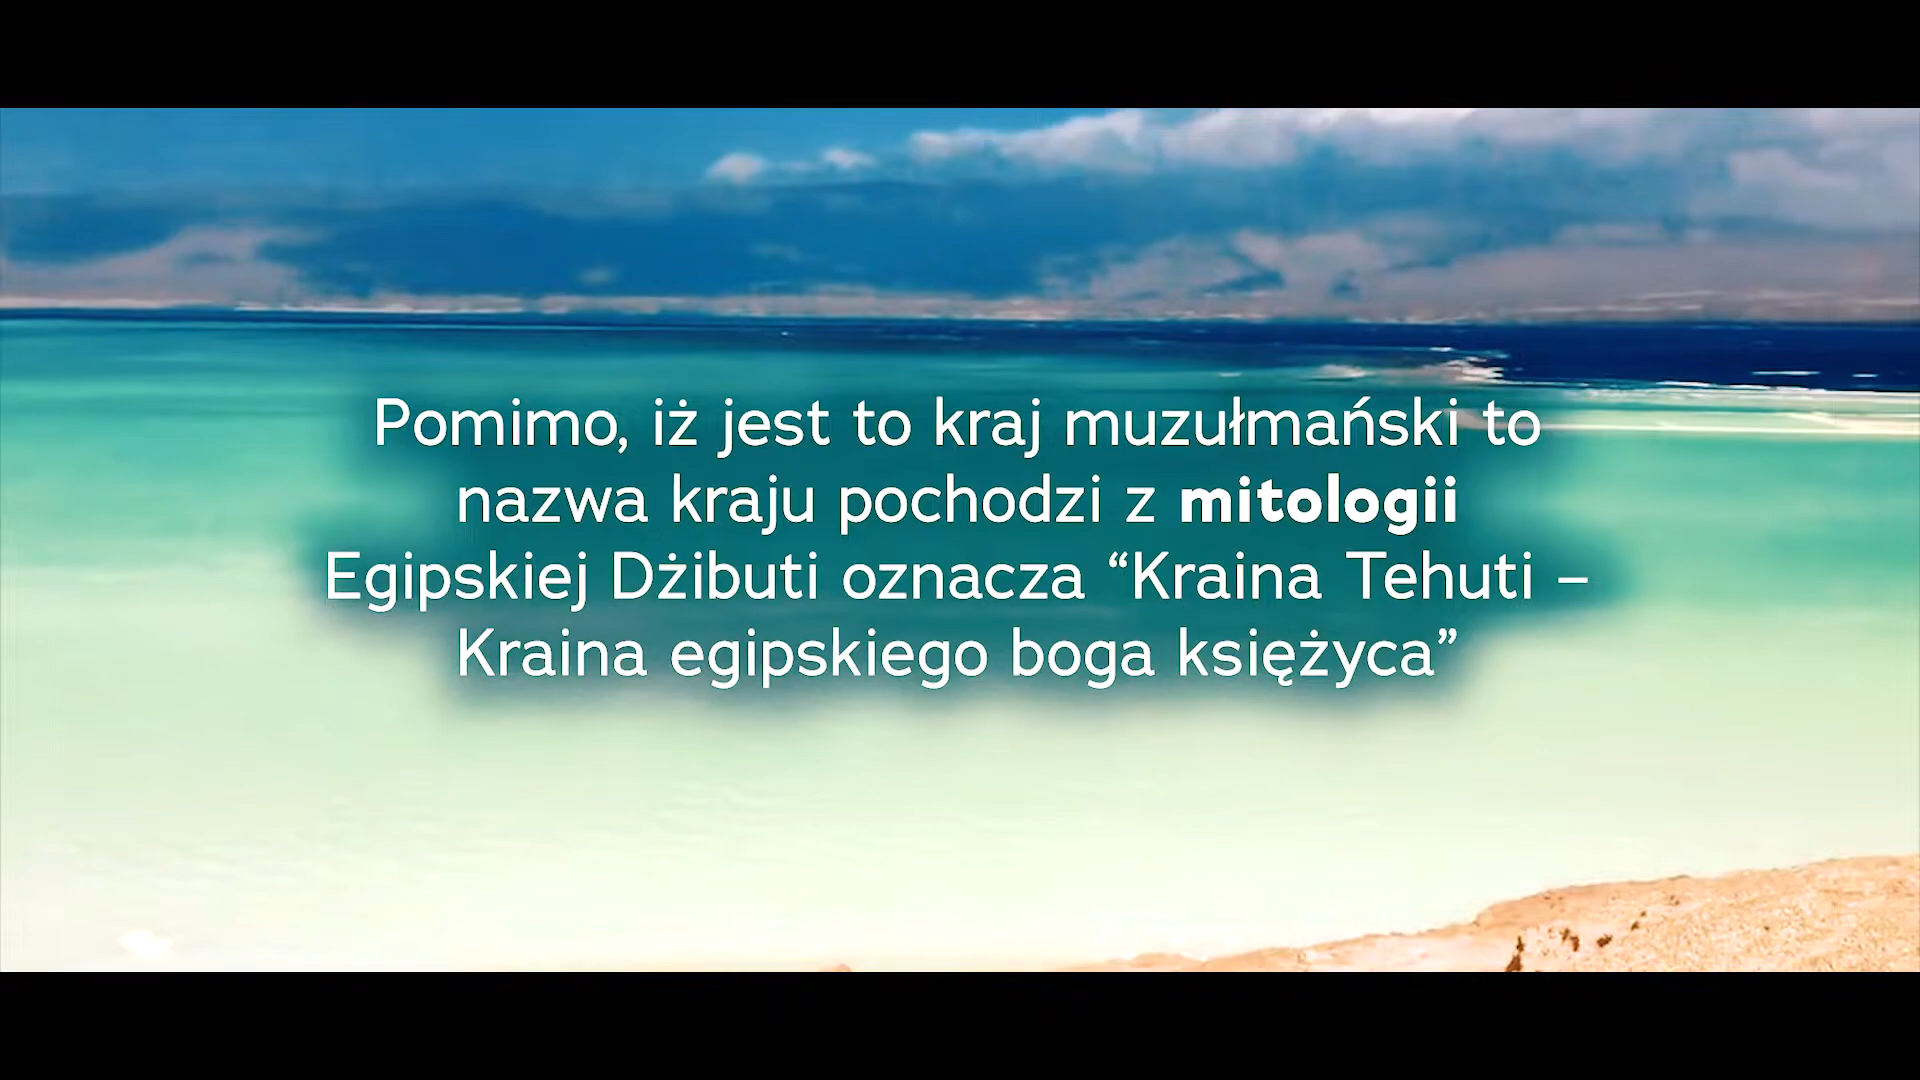 Pomimo, iż jest to kraj muzułmański to
nazwa kraju pochodzi z mitologii
Egipskiej Dżibuti oznacza “Kraina Tehuti –
Kraina egipskiego boga księżyca”